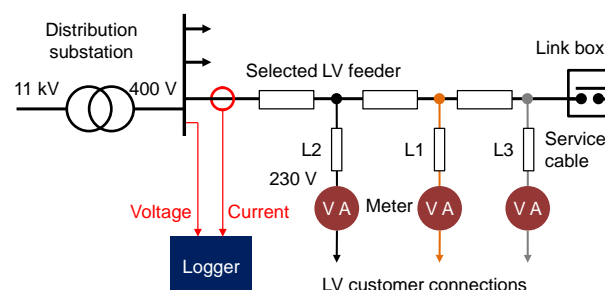 Distribution
substation
Link box
11 kV
400 V
Selected LV feeder
L2
L1
L3
Service
cable
230 V
Voltage
Current
V A
Meter
V A
V A
Logger
LV customer connections